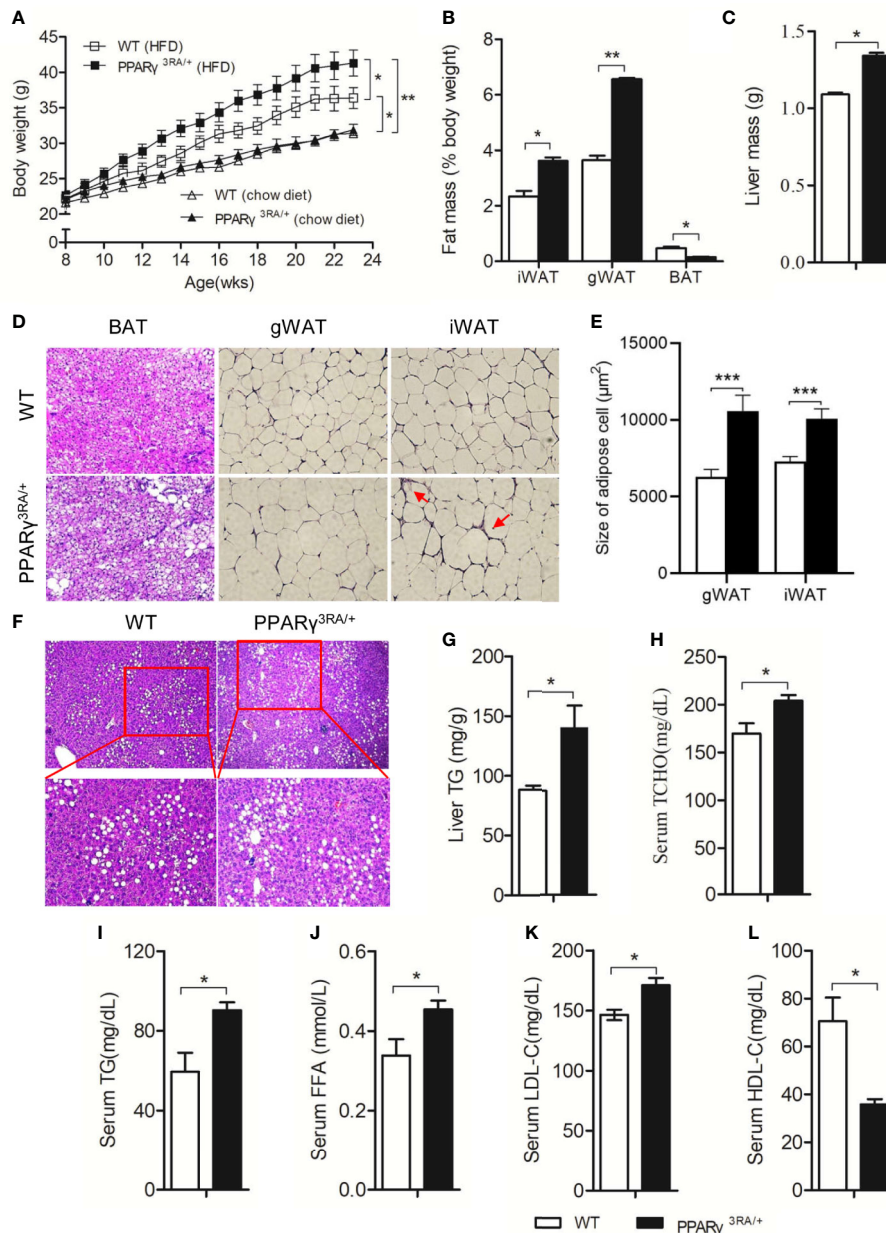 A
Body weight (g)
45
40
35
30
25
20
0
WT (HFD)
PPARγ 3RA/+ (HFD)
*
**
*
WT (chow diet)
PPARγ 3RA/+ (chow diet)
8 10 12 14 16 18 20 22 24
Age(wks)
B
Fat mass (% body weight)
8
6
4
2
0
*
**
*
iWAT gWAT BAT
C
Liver mass (g)
1.5
1.0
0.5
0.0
*
D
BAT gWAT iWAT
WT
PPARγ3RA/+
E
Size of adipose cell (µm²)
15000
10000
5000
0
*** ***
gWAT iWAT
F
WT PPARγ3RA/+
G
Liver TG (mg/g)
200
150
100
50
0
*
H
Serum TCHO(mg/dL)
250
200
150
100
50
0
*
I
Serum TG(mg/dL)
120
90
60
30
0
*
J
Serum FFA (mmol/L)
0.6
0.4
0.2
0.0
*
K
Serum LDL-C(mg/dL)
200
150
100
50
0
*
L
Serum HDL-C(mg/dL)
100
80
60
40
20
0
*
WT PPARγ 3RA/+